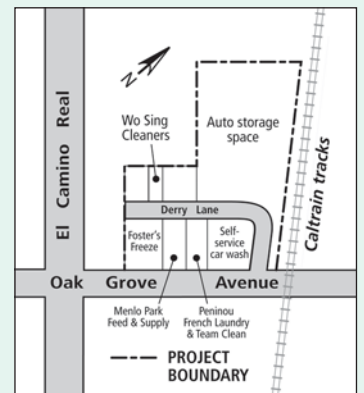 N
El Camino Real
Wo Sing
Cleaners
Auto storage
space
Caltrain tracks
Derry Lane
Foster's
Freeze
Self-
service
car wash
Oak Grove Avenue
Menlo Park
Feed & Supply
Peninou
French Laundry
& Team Clean
PROJECT
BOUNDARY